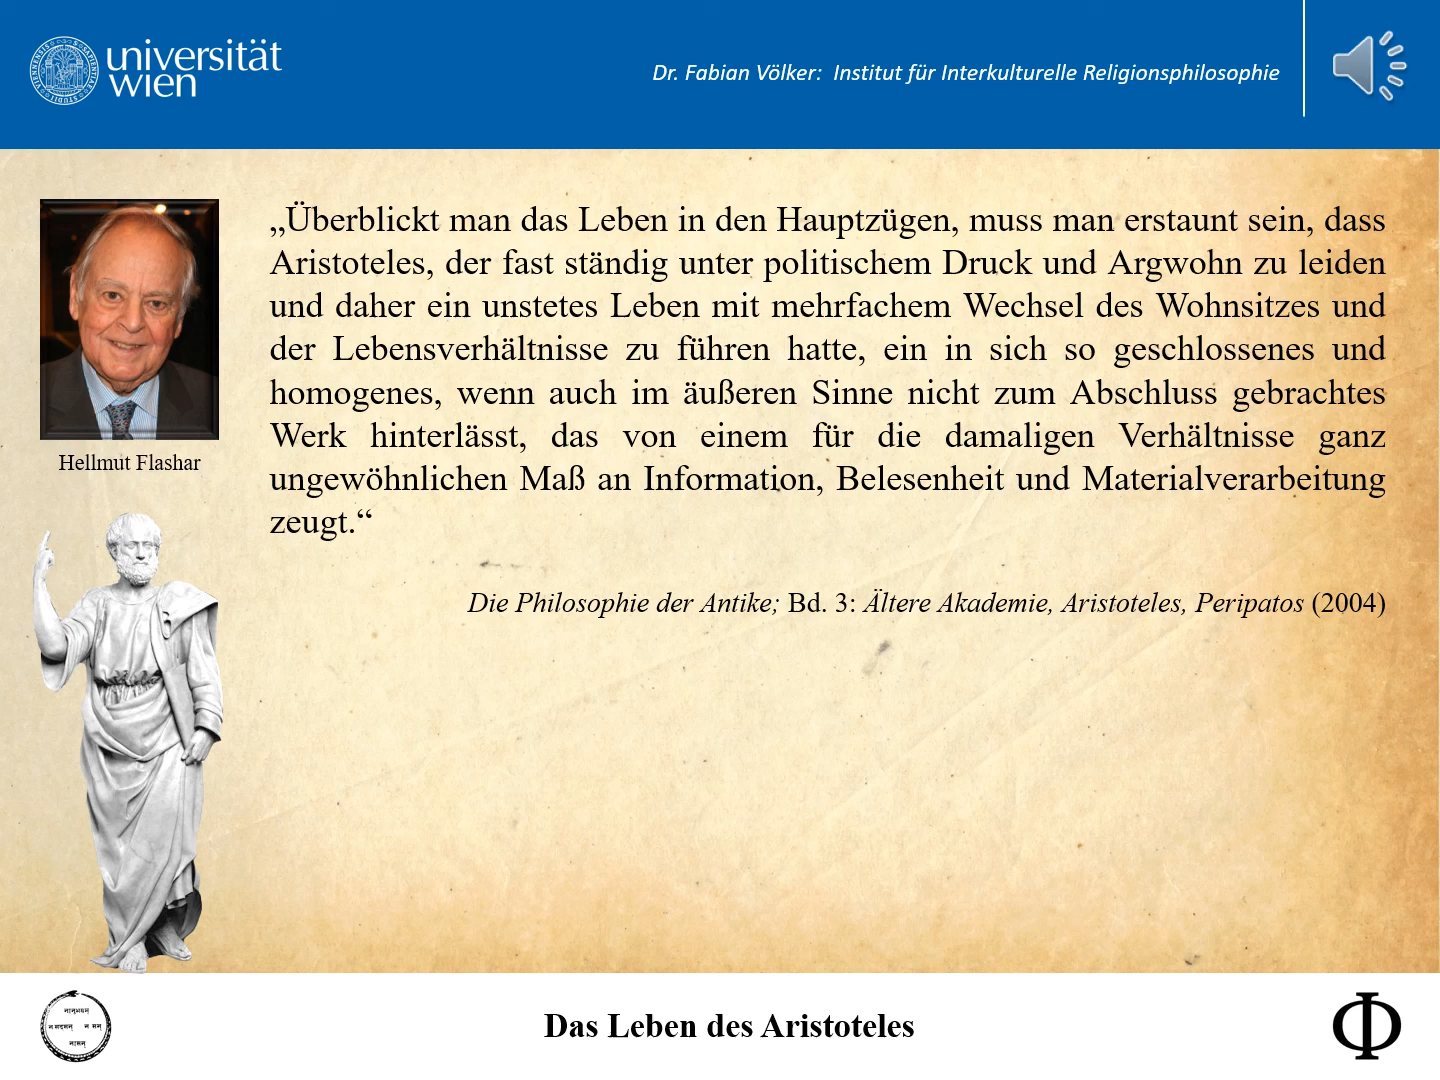 universität
wien
Dr. Fabian Völker:  Institut für Interkulturelle Religionsphilosophie
„Überblickt man das Leben in den Hauptzügen, muss man erstaunt sein, dass
Aristoteles, der fast ständig unter politischem Druck und Argwohn zu leiden
und daher ein unstetes Leben mit mehrfachem Wechsel des Wohnsitzes und
der Lebensverhältnisse zu führen hatte, ein in sich so geschlossenes und
homogenes, wenn auch im äußeren Sinne nicht zum Abschluss gebrachtes
Werk hinterlässt, das von einem für die damaligen Verhältnisse ganz
ungewöhnlichen Maß an Information, Belesenheit und Materialverarbeitung
zeugt.“
Hellmut Flashar
Die Philosophie der Antike; Bd. 3: Ältere Akademie, Aristoteles, Peripatos (2004)
Das Leben des Aristoteles
Φ